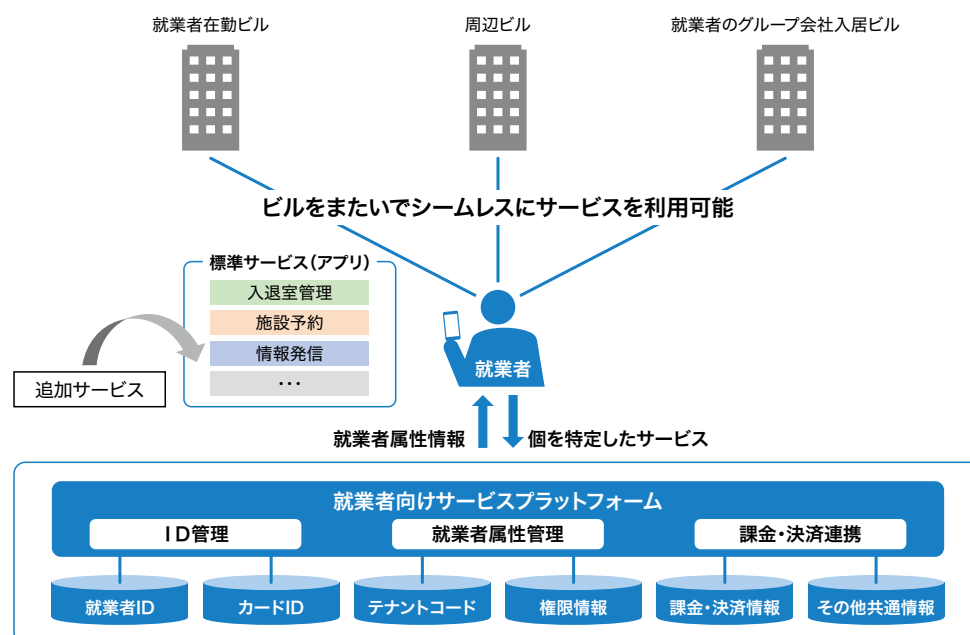 就業者在勤ビル
周辺ビル
就業者のグループ会社入居ビル
ビルをまたいでシームレスにサービスを利用可能
標準サービス(アプリ)
入退室管理
施設予約
情報発信
･･･
追加サービス
就業者
就業者属性情報
個を特定したサービス
就業者向けサービスプラットフォーム
ID管理
就業者属性管理
課金・決済連携
就業者ID
カードID
テナントコード
権限情報
課金・決済情報
その他共通情報